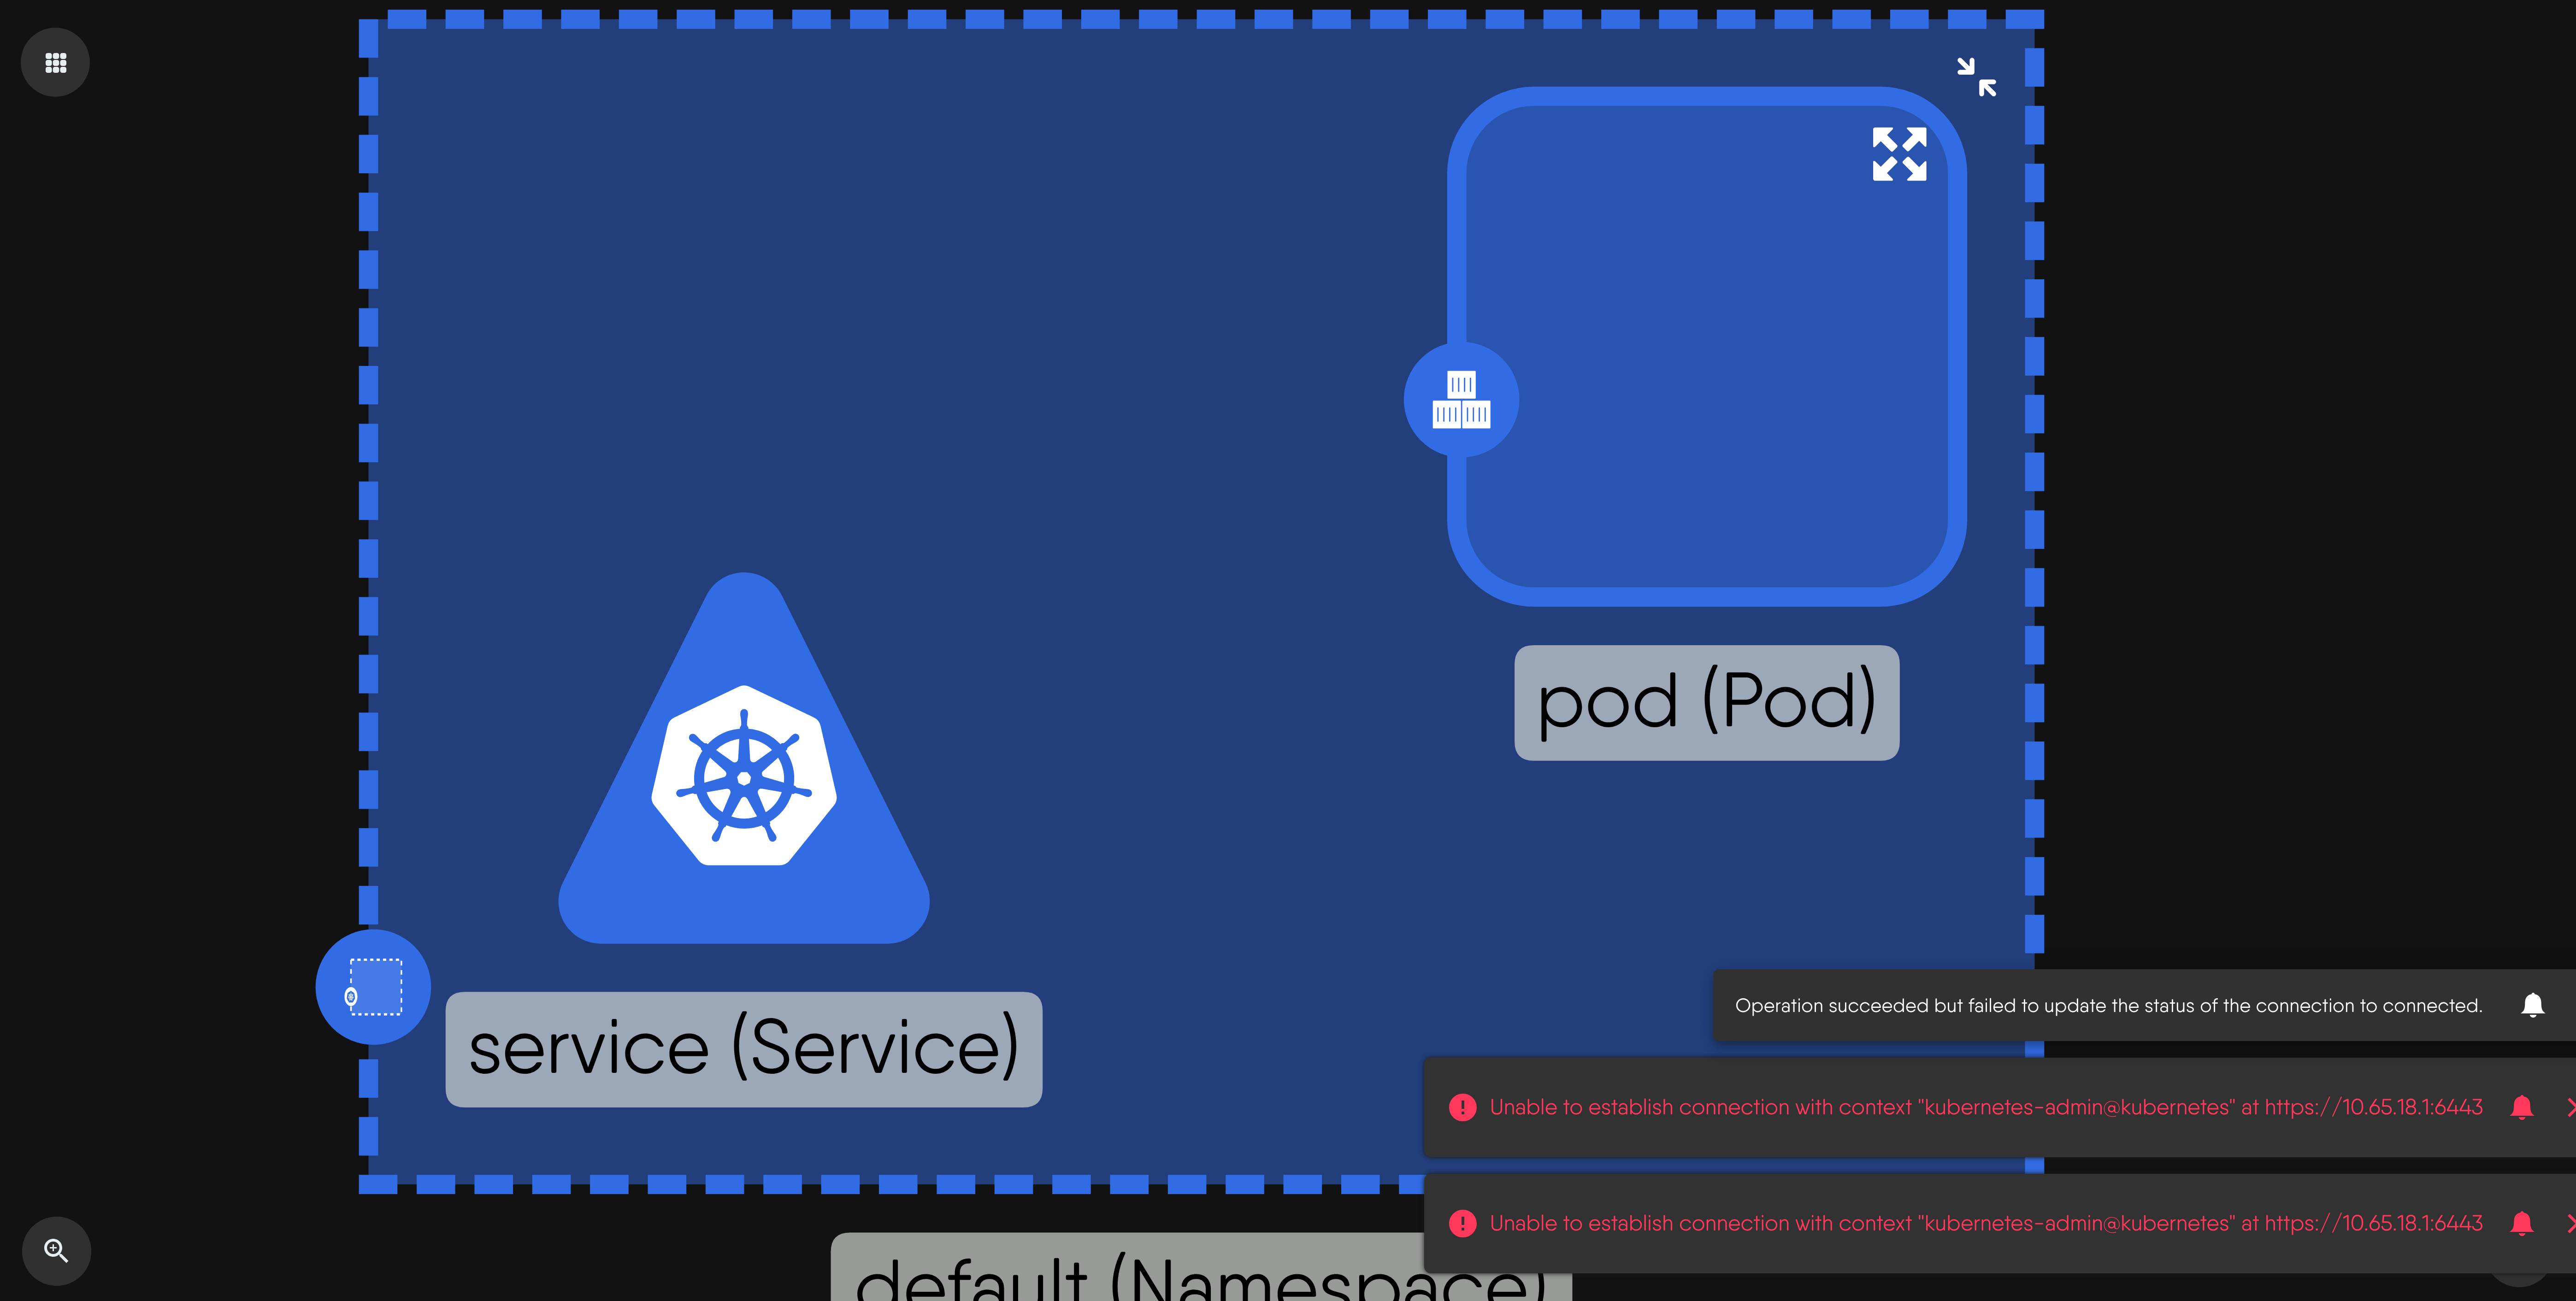 pod (Pod)
service (Service)
Operation succeeded but failed to update the status of the connection to connected.
Unable to establish connection with context "kubernetes-admin@kubernetes" at https://10.65.18.1:6443
Unable to establish connection with context "kubernetes-admin@kubernetes" at https://10.65.18.1:6443
default (Namespace)